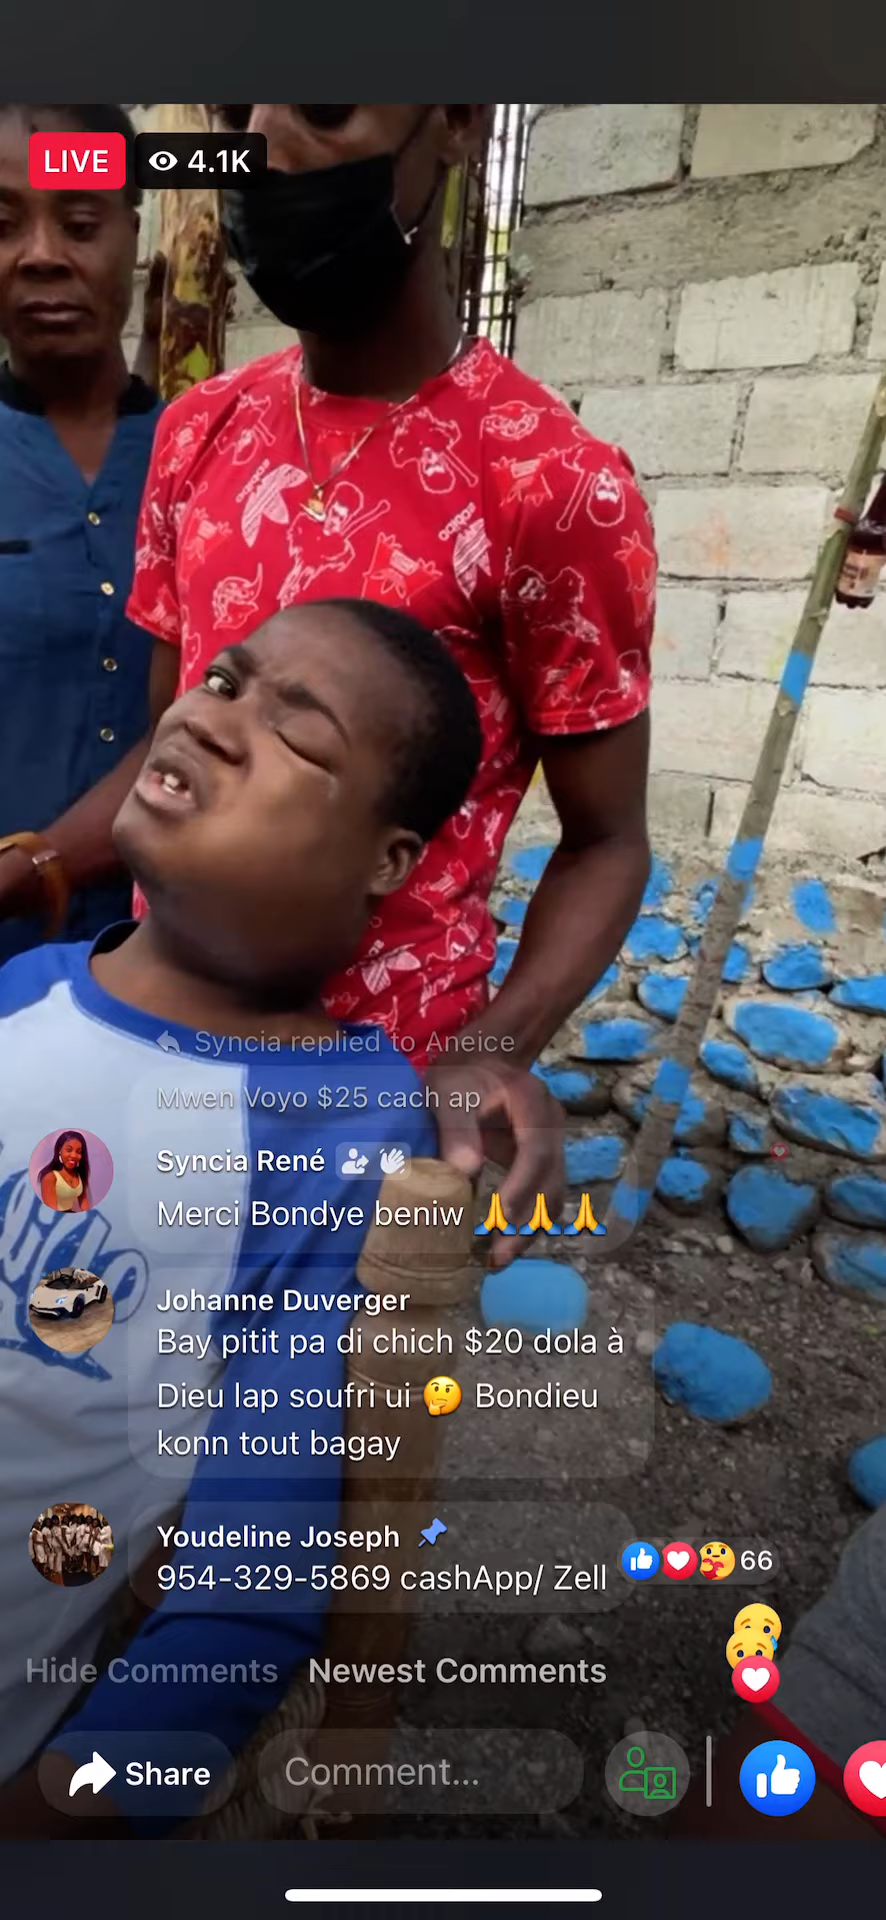 LIVE 4.1K
Syncia replied to Aneice
Mwen Voyo $25 cach ap
Syncia René
Merci Bondye beniw 🙏🙏🙏
Johanne Duverger
Bay pitit pa di chich $20 dola à
Dieu lap soufri ui 🤔 Bondieu
konn tout bagay
Youdeline Joseph
954-329-5869 cashApp/ Zell
66
Hide Comments Newest Comments
Share Comment...